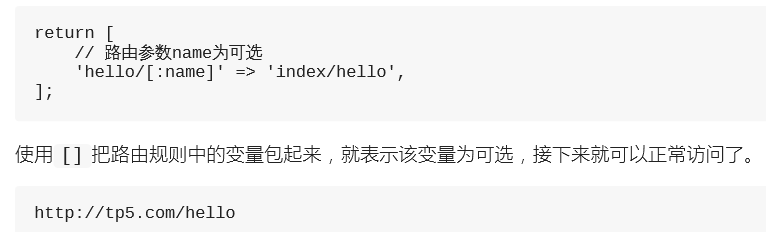 return [
    // 路由参数name为可选
    'hello/[:name]' => 'index/hello',
];
使用 [] 把路由规则中的变量包起来，就表示该变量为可选，接下来就可以正常访问了。
http://tp5.com/hello